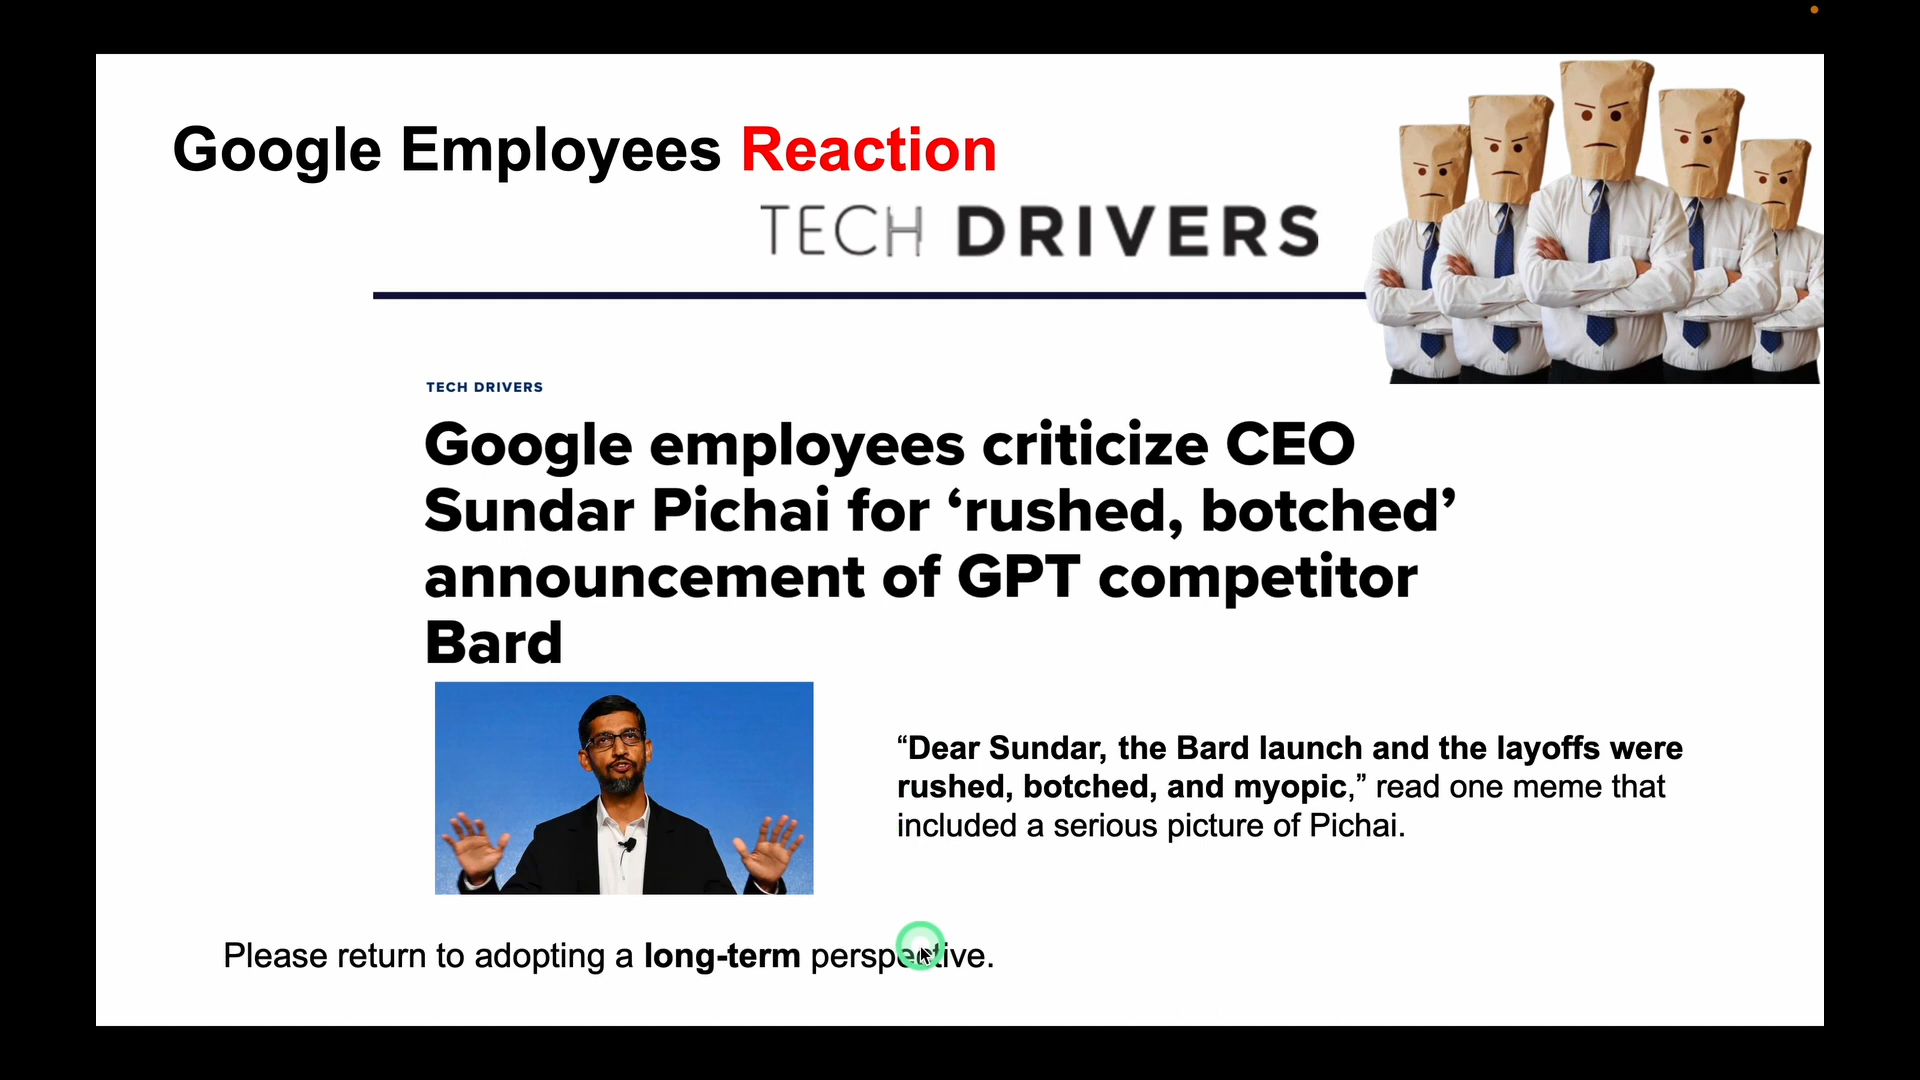 Google Employees Reaction
TECH DRIVERS
TECH DRIVERS
Google employees criticize CEO
Sundar Pichai for ‘rushed, botched’
announcement of GPT competitor
Bard
“Dear Sundar, the Bard launch and the layoffs were
rushed, botched, and myopic,” read one meme that
included a serious picture of Pichai.
Please return to adopting a long-term perspective.